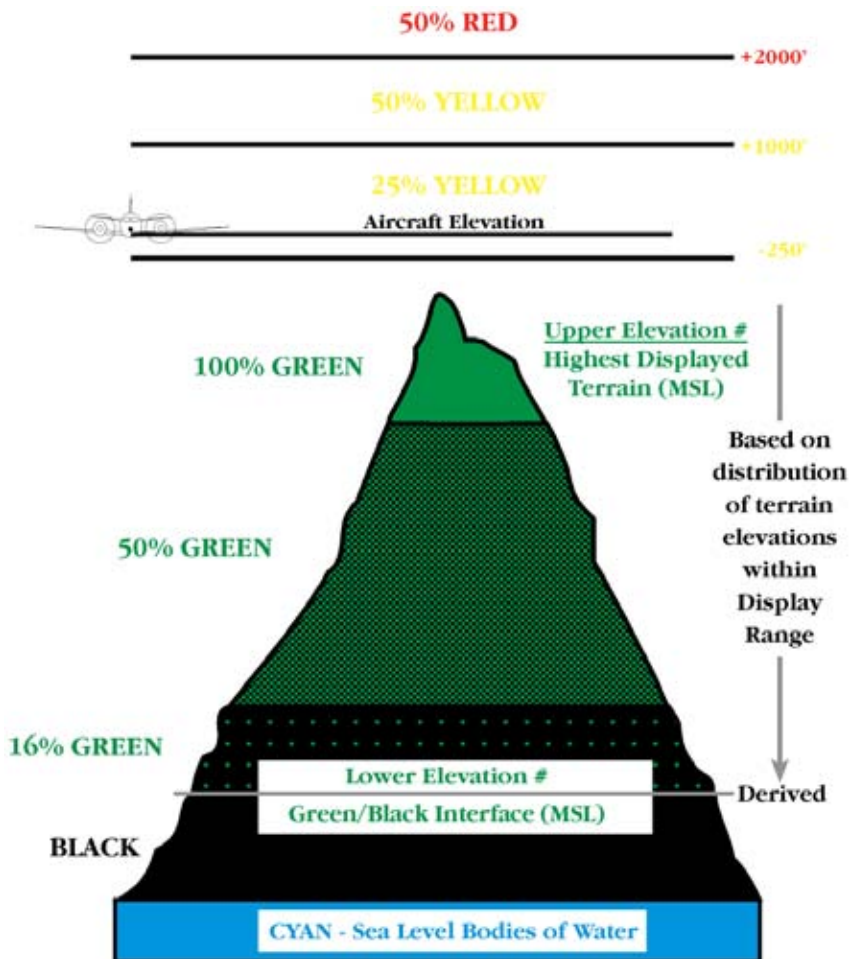 50% RED
+2000'
50% YELLOW
+1000'
25% YELLOW
Aircraft Elevation
-250'
Upper Elevation #
Highest Displayed
Terrain (MSL)
100% GREEN
Based on
distribution
of terrain
elevations
within
Display
Range
50% GREEN
16% GREEN
Lower Elevation #
Derived
Green/Black Interface (MSL)
BLACK
CYAN - Sea Level Bodies of Water